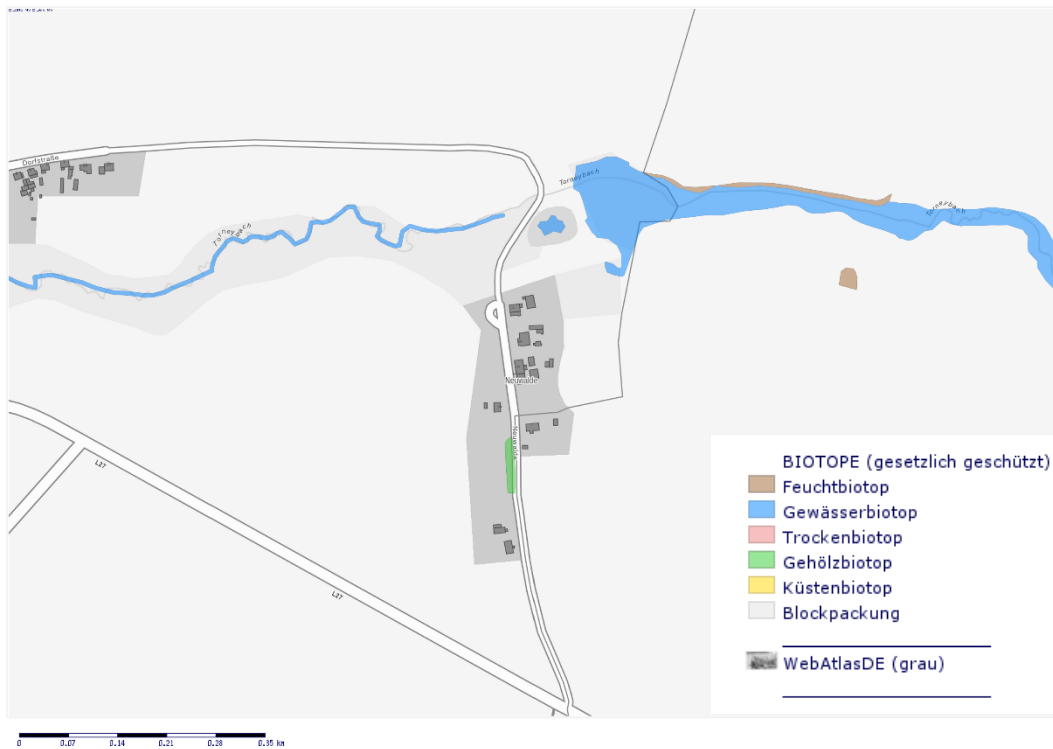 Dorfstraße
Torneybach
Torneybach
Torneybach
Neuwalde
Neuwalde
L27
L27
BIOTOPE (gesetzlich geschützt)
Feuchtbiotop
Gewässerbiotop
Trockenbiotop
Gehölzbiotop
Küstenbiotop
Blockpackung
WebAtlasDE (grau)
0 0.07 0.14 0.21 0.28 0.35 km